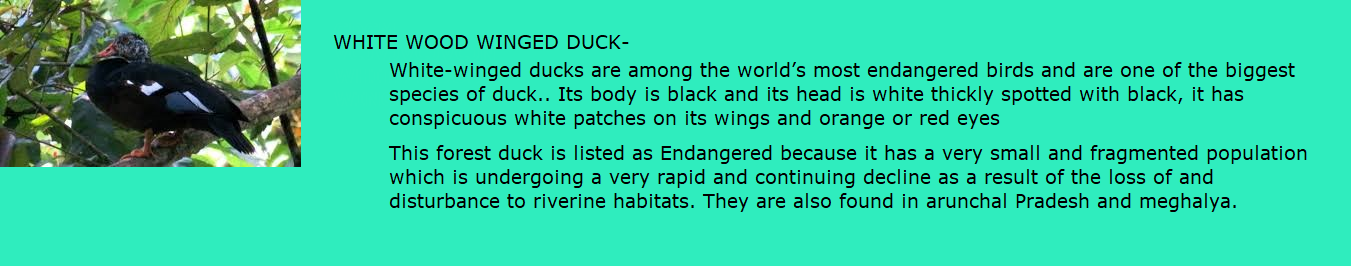 WHITE WOOD WINGED DUCK-
White-winged ducks are among the world’s most endangered birds and are one of the biggest
species of duck.. Its body is black and its head is white thickly spotted with black, it has
conspicuous white patches on its wings and orange or red eyes
This forest duck is listed as Endangered because it has a very small and fragmented population
which is undergoing a very rapid and continuing decline as a result of the loss of and
disturbance to riverine habitats. They are also found in arunchal Pradesh and meghalya.